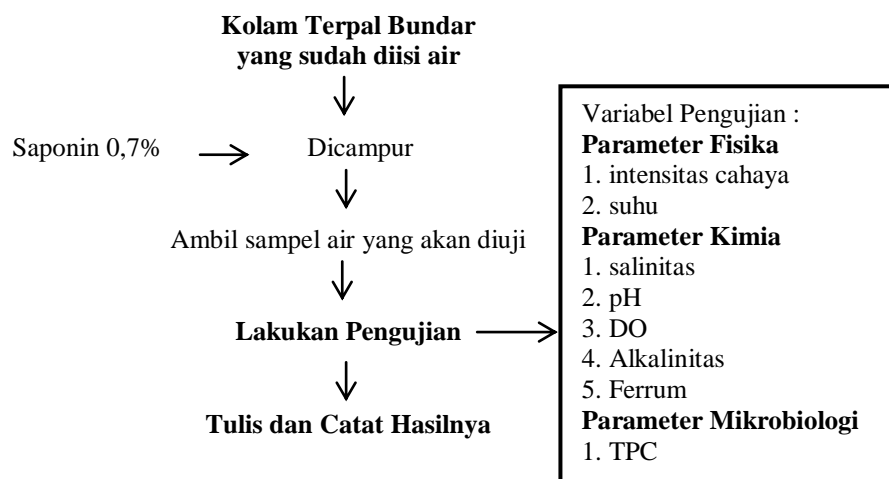 Kolam Terpal Bundar
yang sudah diisi air
Saponin 0,7%
Dicampur
Ambil sampel air yang akan diuji
Lakukan Pengujian
Tulis dan Catat Hasilnya
Variabel Pengujian :
Parameter Fisika
1. intensitas cahaya
2. suhu
Parameter Kimia
1. salinitas
2. pH
3. DO
4. Alkalinitas
5. Ferrum
Parameter Mikrobiologi
1. TPC